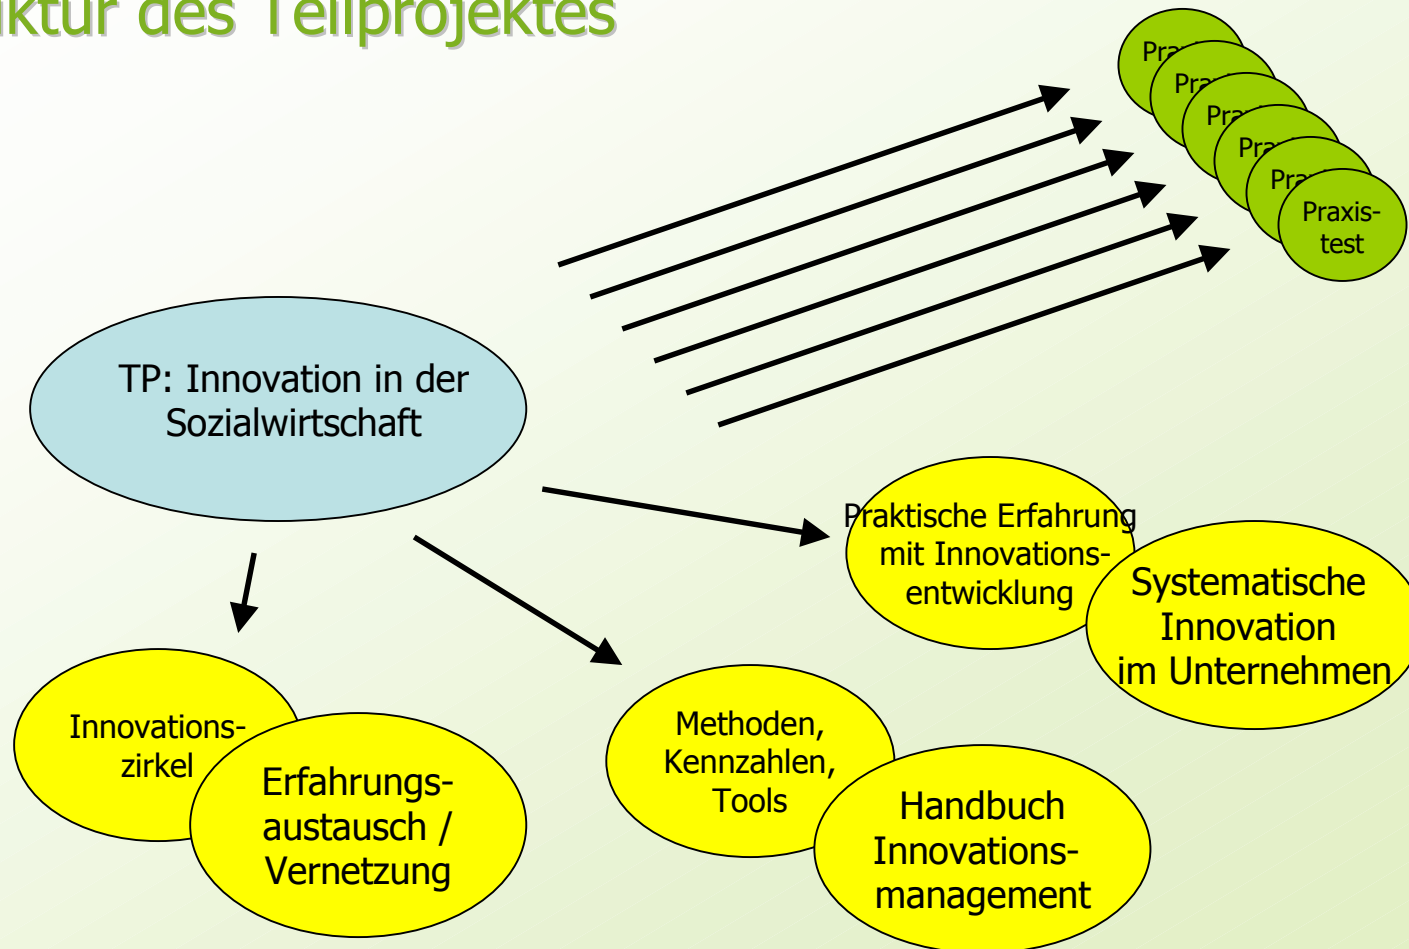 ktur des Teilprojektes
Praxis-
test
TP: Innovation in der
Sozialwirtschaft
Praktische Erfahrung
mit Innovations-
entwicklung
Systematische
Innovation
im Unternehmen
Innovations-
zirkel
Erfahrungs-
austausch /
Vernetzung
Methoden,
Kennzahlen,
Tools
Handbuch
Innovations-
management